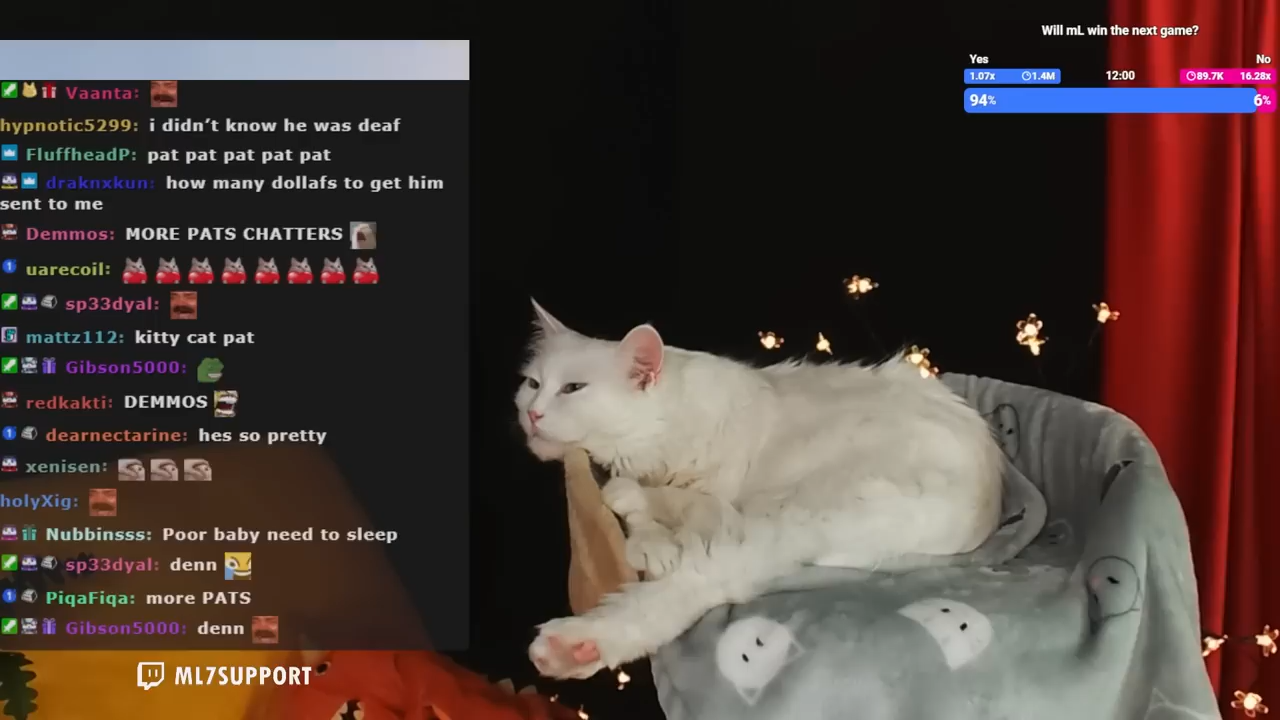 Vaanta:
hypnotic5299: i didn’t know he was deaf
FluffheadP: pat pat pat pat pat
draknxkun: how many dollafs to get him
sent to me
Demmos: MORE PATS CHATTERS
uarecoil:
sp33dyal:
mattz112: kitty cat pat
Gibson5000:
redkakti: DEMMOS
dearnectarine: hes so pretty
xenisen:
holyXig:
Nubbinsss: Poor baby need to sleep
sp33dyal: denn
PiqaFiqa: more PATS
Gibson5000: denn
ML7SUPPORT
Will mL win the next game?
Yes No
1.07x 1.4M 12:00 89.7K 16.28x
94% 6%